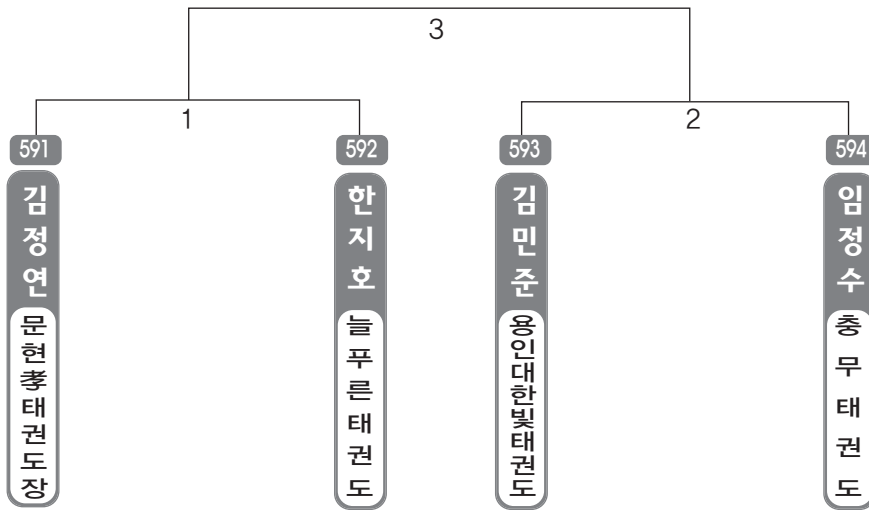 3
1
2
591
592
593
594
김정연
문현孝태권도장
한지호
늘푸른태권도
김민준
용인대한빛태권도
임정수
충무태권도